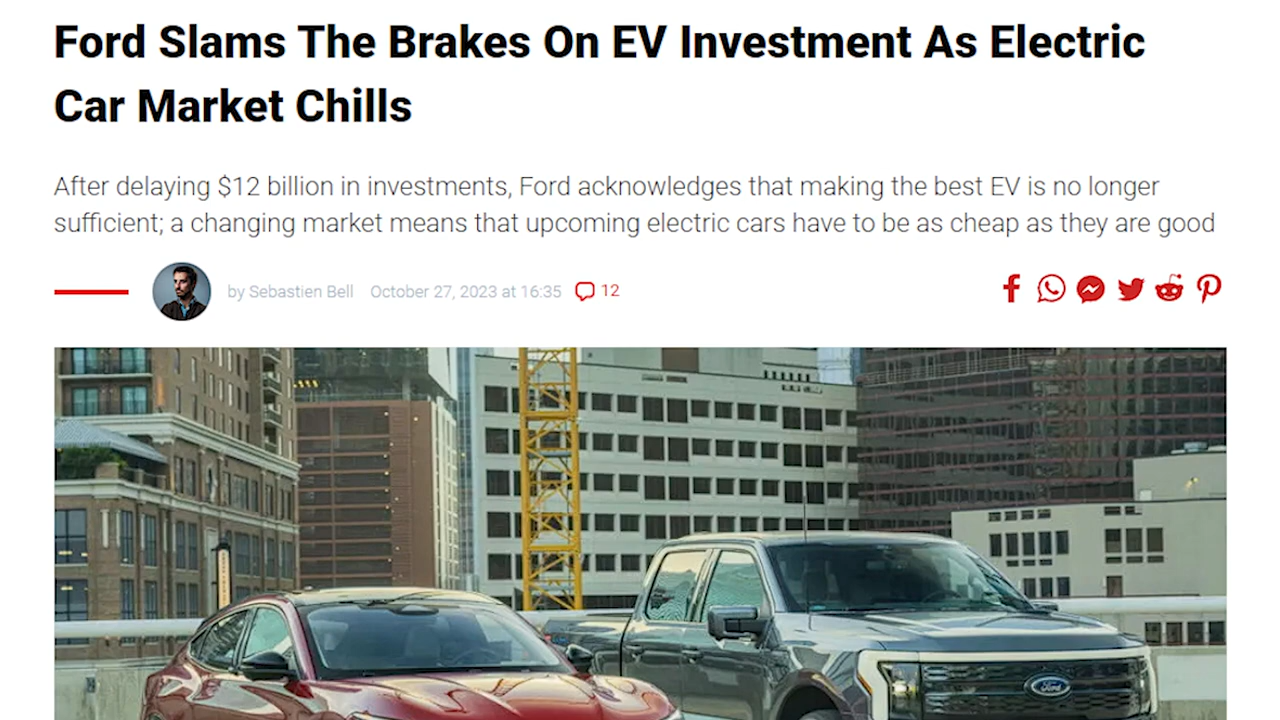 Ford Slams The Brakes On EV Investment As Electric
Car Market Chills
After delaying $12 billion in investments, Ford acknowledges that making the best EV is no longer
sufficient; a changing market means that upcoming electric cars have to be as cheap as they are good
by Sebastien Bell October 27, 2023 at 16:35 12
Ford